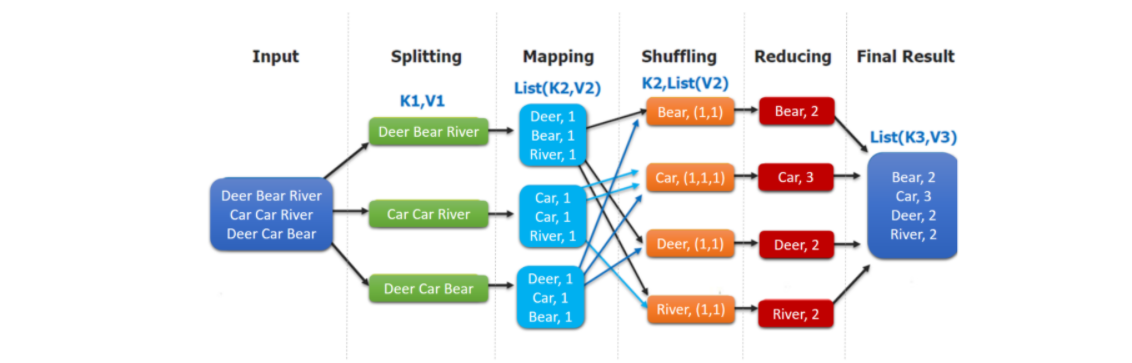 Input
Splitting
Mapping
Shuffling
Reducing
Final Result
K1,V1
List(K2,V2)
K2,List(V2)
List(K3,V3)
Deer Bear River
Car Car River
Deer Car Bear
Deer Bear River
Car Car River
Deer Car Bear
Deer, 1
Bear, 1
River, 1
Car, 1
Car, 1
River, 1
Deer, 1
Car, 1
Bear, 1
Bear, (1,1)
Car, (1,1,1)
Deer, (1,1)
River, (1,1)
Bear, 2
Car, 3
Deer, 2
River, 2
Bear, 2
Car, 3
Deer, 2
River, 2